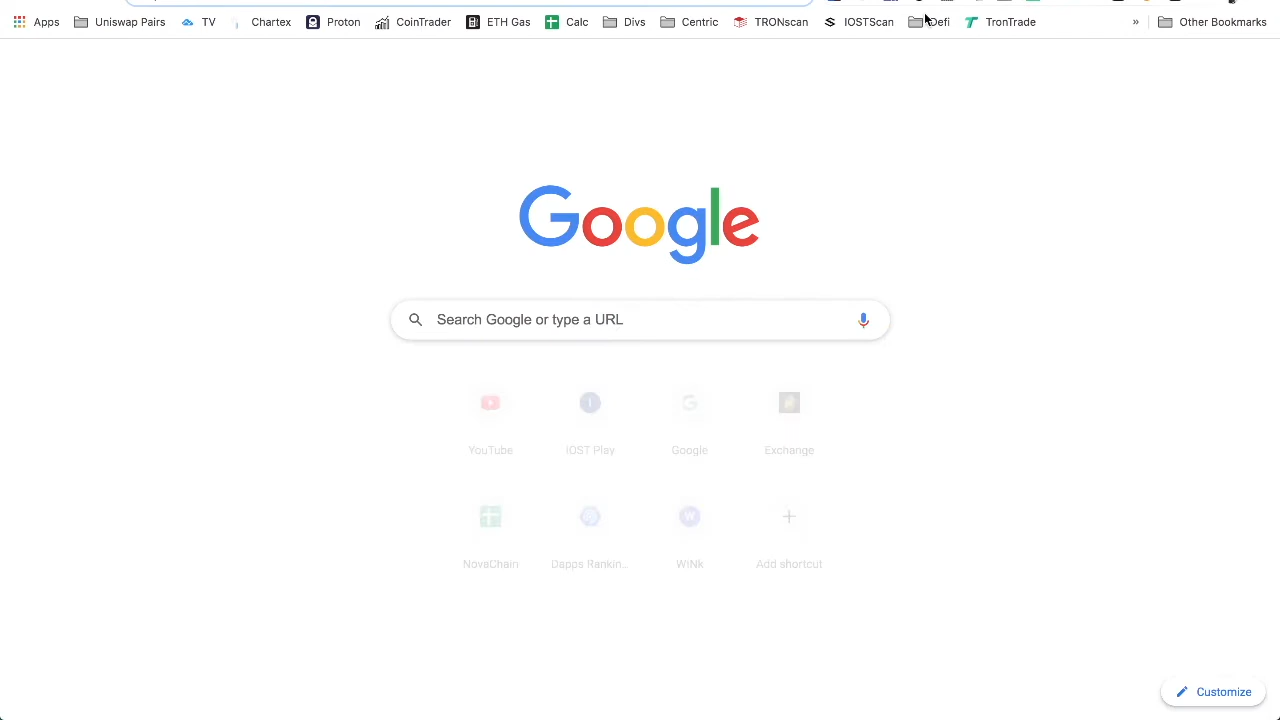 Apps Uniswap Pairs TV Chartex Proton CoinTrader ETH Gas Calc Divs Centric TRONscan IOSTScan Defi TronTrade » Other Bookmarks
Google
Search Google or type a URL
YouTube IOST Play Google Exchange
NovaChain Dapps Rankin... WINk Add shortcut
Customize